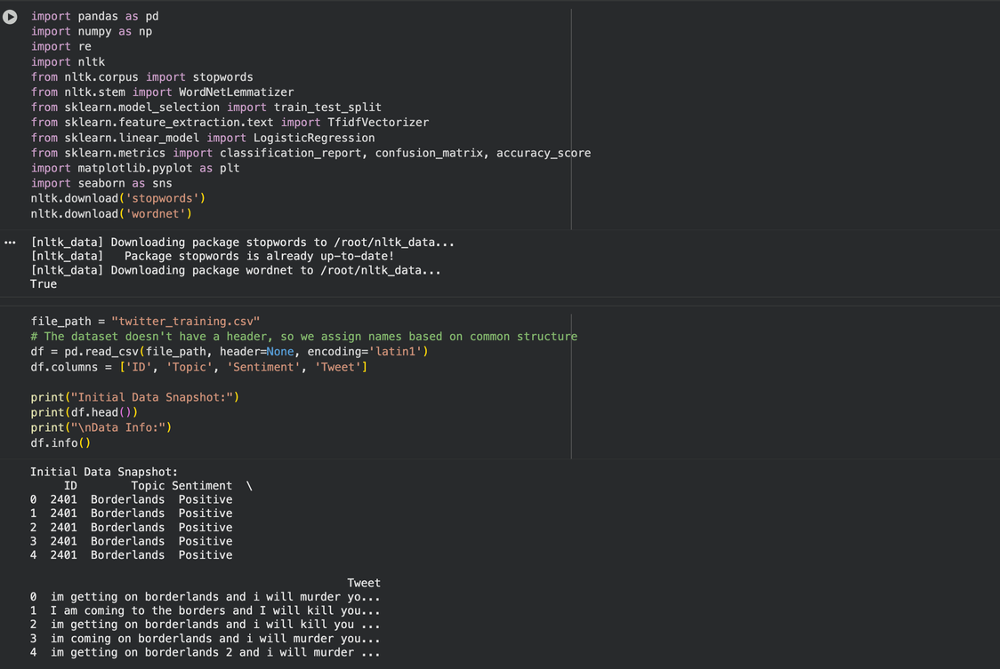 import pandas as pd
import numpy as np
import re
import nltk
from nltk.corpus import stopwords
from nltk.stem import WordNetLemmatizer
from sklearn.model_selection import train_test_split
from sklearn.feature_extraction.text import TfidfVectorizer
from sklearn.linear_model import LogisticRegression
from sklearn.metrics import classification_report, confusion_matrix, accuracy_score
import matplotlib.pyplot as plt
import seaborn as sns
nltk.download('stopwords')
nltk.download('wordnet')
[nltk_data] Downloading package stopwords to /root/nltk_data...
[nltk_data]   Package stopwords is already up-to-date!
[nltk_data] Downloading package wordnet to /root/nltk_data...
True
file_path = "twitter_training.csv"
# The dataset doesn't have a header, so we assign names based on common structure
df = pd.read_csv(file_path, header=None, encoding='latin1')
df.columns = ['ID', 'Topic', 'Sentiment', 'Tweet']
print("Initial Data Snapshot:")
print(df.head())
print("\nData Info:")
df.info()
Initial Data Snapshot:
     ID        Topic Sentiment  \
0  2401  Borderlands  Positive
1  2401  Borderlands  Positive
2  2401  Borderlands  Positive
3  2401  Borderlands  Positive
4  2401  Borderlands  Positive
                                               Tweet
0  im getting on borderlands and i will murder yo...
1  I am coming to the borders and I will kill you...
2  im getting on borderlands and i will kill you ...
3  im coming on borderlands and i will murder you...
4  im getting on borderlands 2 and i will murder ...